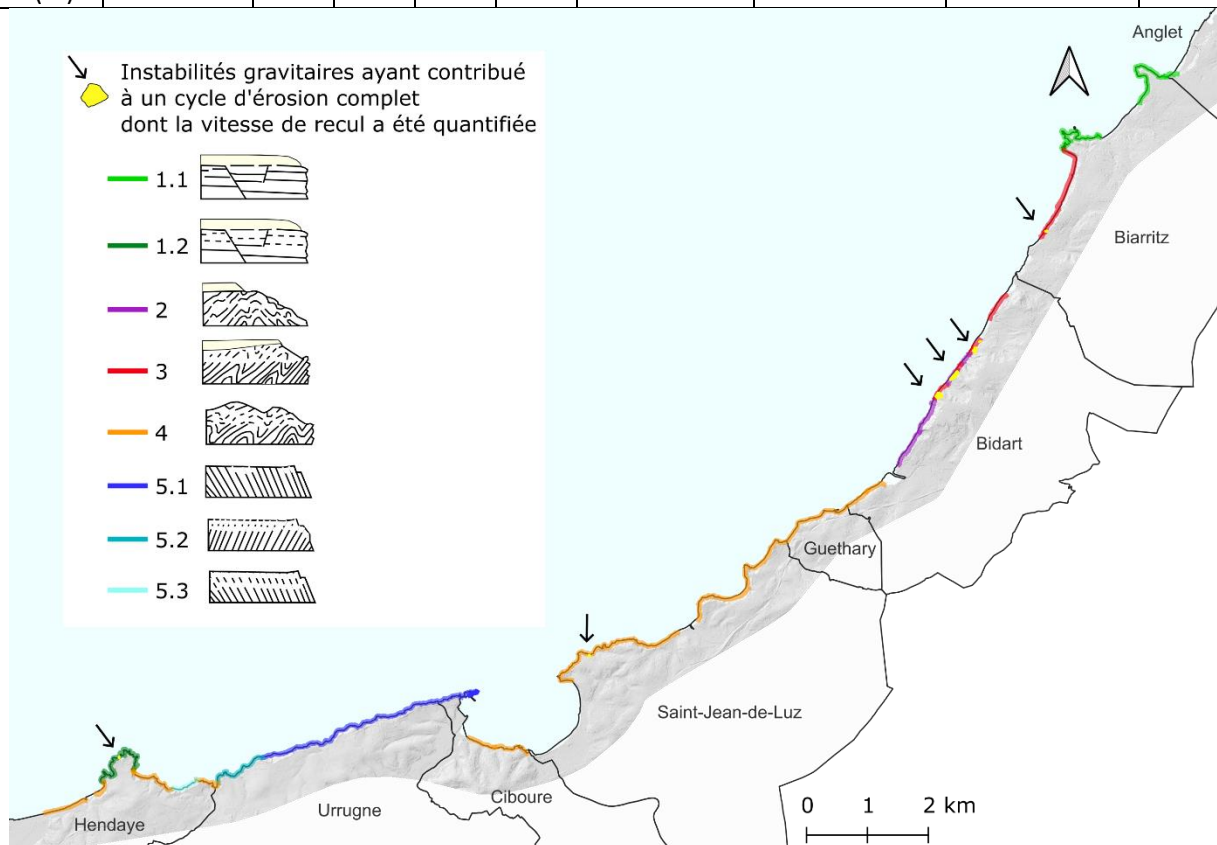 Anglet
Instabilités gravitaires ayant contribué
à un cycle d'érosion complet
dont la vitesse de recul a été quantifiée
1.1
1.2
2
3
4
5.1
5.2
5.3
Biarritz
Bidart
Guethary
Saint-Jean-de-Luz
Ciboure
Urrugne
Hendaye
0 1 2 km